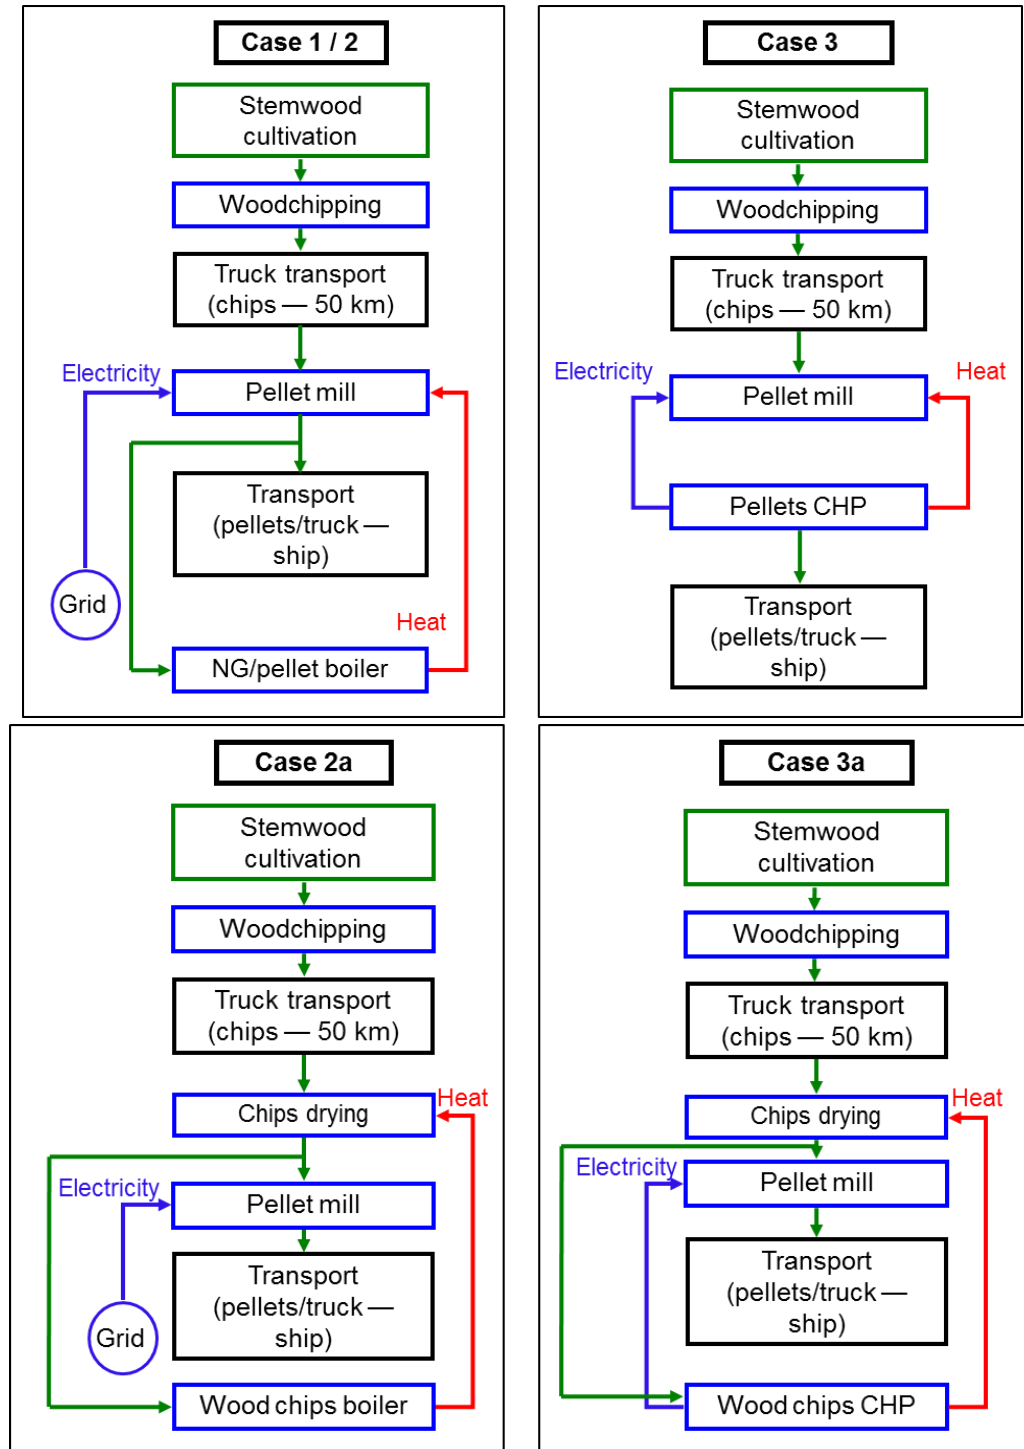 Case 1 / 2
Stemwood
cultivation
Woodchipping
Truck transport
(chips — 50 km)
Electricity
Pellet mill
Transport
(pellets/truck —
ship)
Grid
Heat
NG/pellet boiler
Case 3
Stemwood
cultivation
Woodchipping
Truck transport
(chips — 50 km)
Electricity
Heat
Pellet mill
Pellets CHP
Transport
(pellets/truck —
ship)
Case 2a
Stemwood
cultivation
Woodchipping
Truck transport
(chips — 50 km)
Heat
Chips drying
Electricity
Pellet mill
Transport
(pellets/truck —
ship)
Grid
Wood chips boiler
Case 3a
Stemwood
cultivation
Woodchipping
Truck transport
(chips — 50 km)
Heat
Chips drying
Electricity
Pellet mill
Transport
(pellets/truck —
ship)
Wood chips CHP